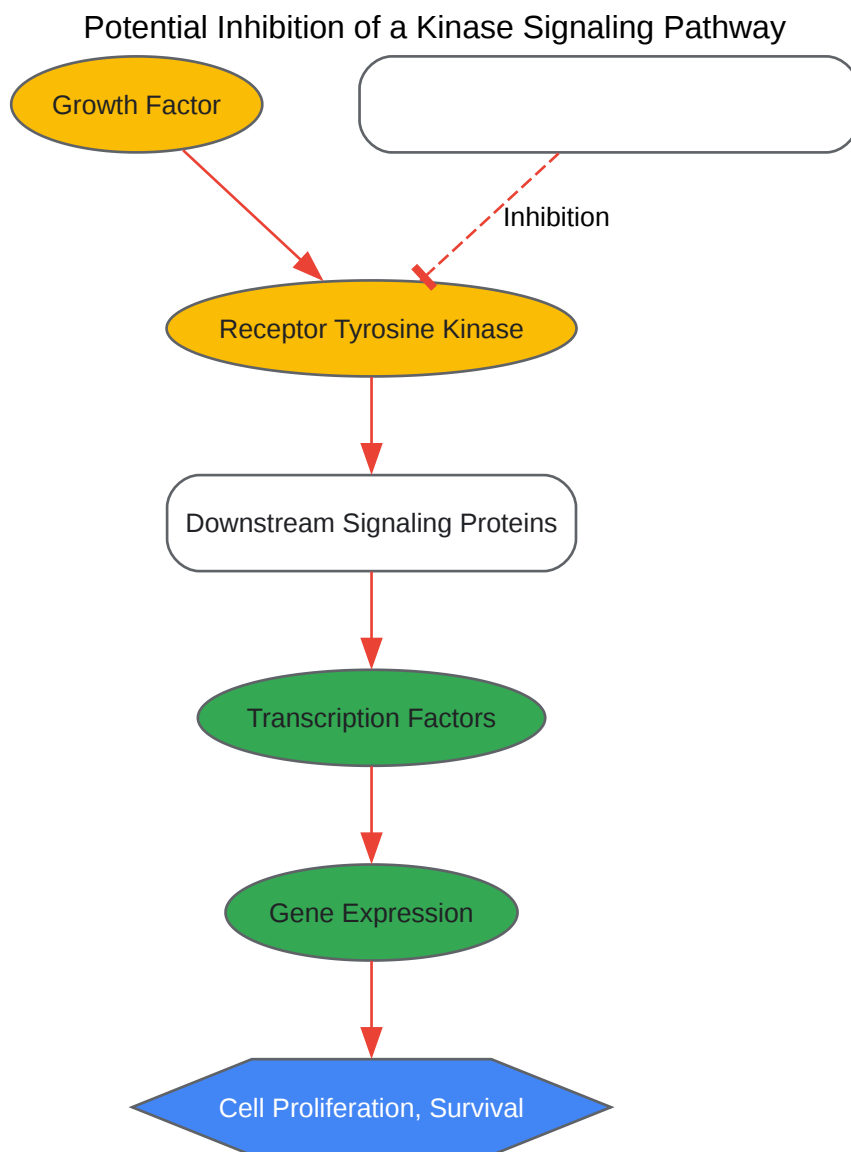 Potential Inhibition of a Kinase Signaling Pathway
Growth Factor
Inhibition
Receptor Tyrosine Kinase
Downstream Signaling Proteins
Transcription Factors
Gene Expression
Cell Proliferation, Survival